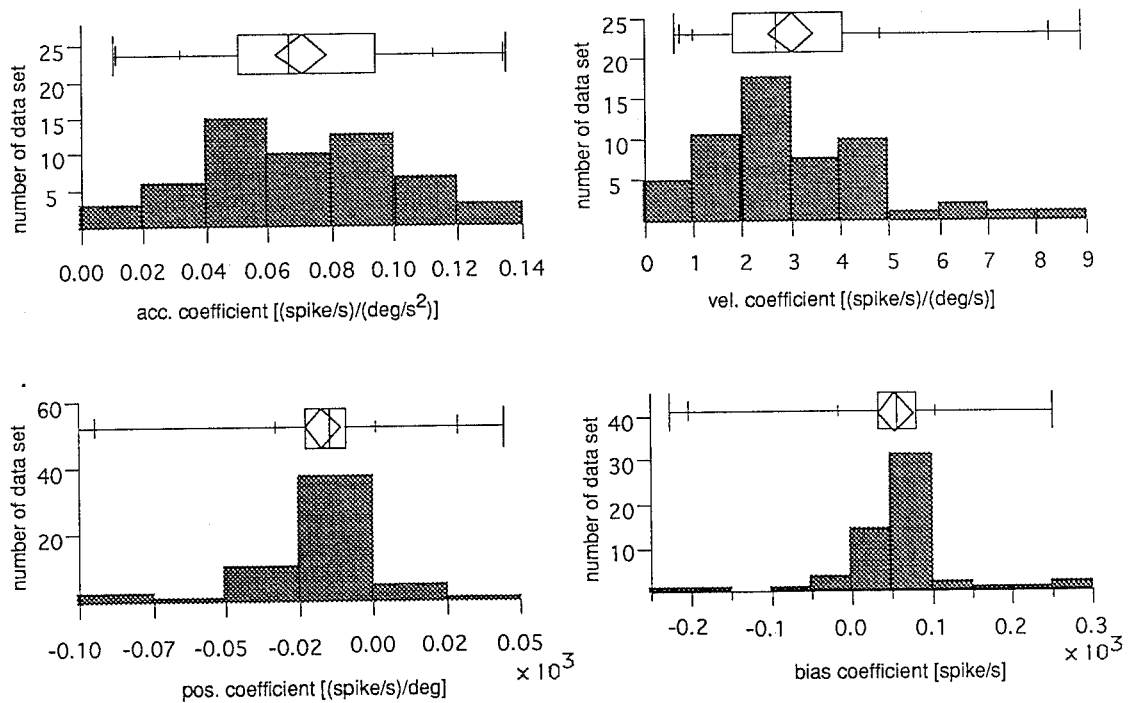 number of data set
25
20
15
10
5
0.00 0.02 0.04 0.06 0.08 0.10 0.12 0.14
acc. coefficient [(spike/s)/(deg/s2)]
number of data set
25
20
15
10
5
0 1 2 3 4 5 6 7 8 9
vel. coefficient [(spike/s)/(deg/s)]
number of data set
60
40
20
-0.10 -0.07 -0.05 -0.02 0.00 0.02 0.05
x 103
pos. coefficient [(spike/s)/deg]
number of data set
40
30
20
10
-0.2 -0.1 0.0 0.1 0.2 0.3
x 103
bias coefficient [spike/s]